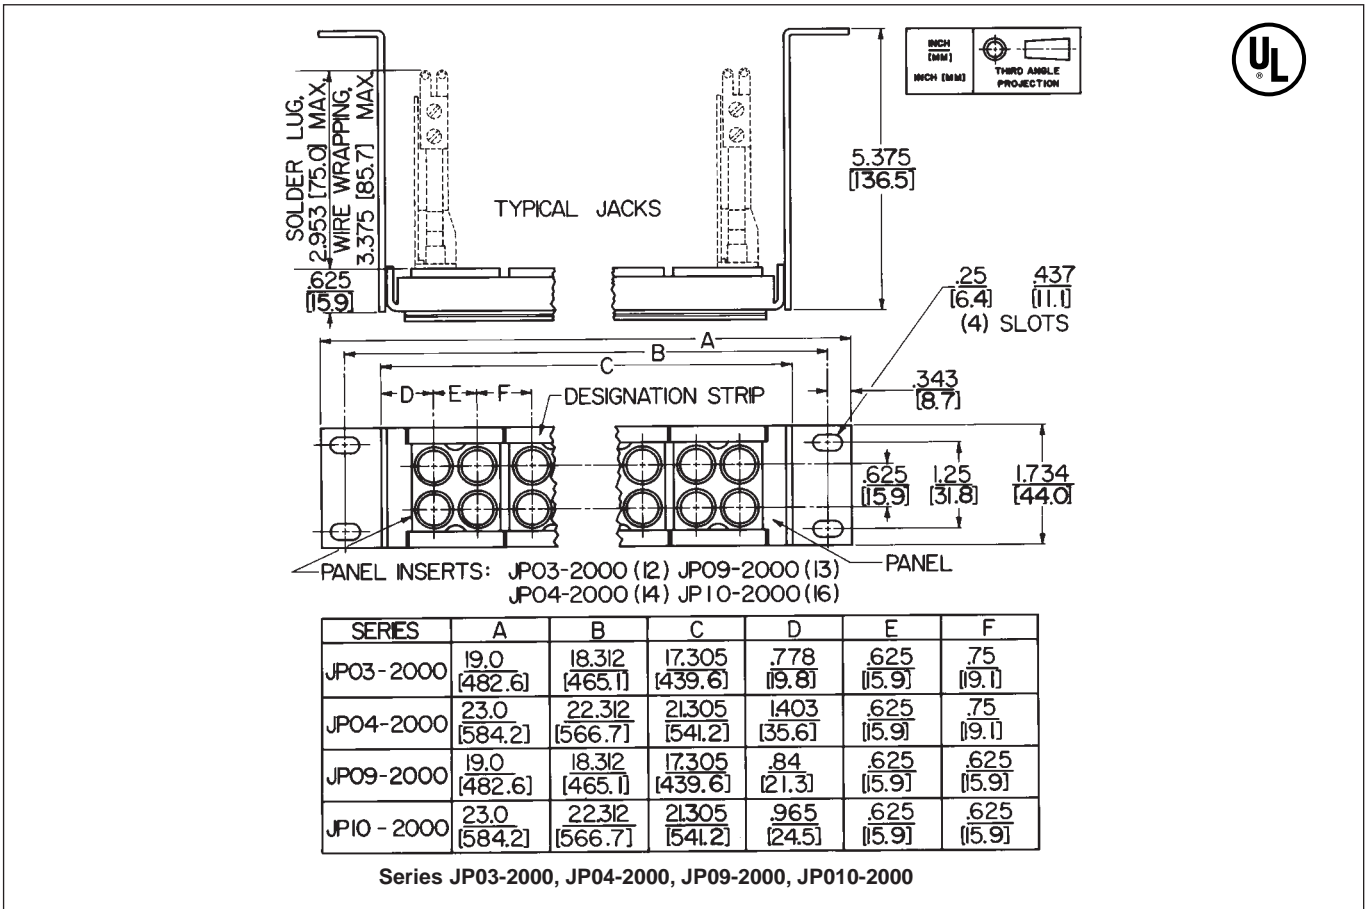 INCH
[MM]
INCH [MM]
THIRD ANGLE
PROJECTION
UL
®
SOLDER LUG,
2.953 [75.0] MAX,
WIRE WRAPPING,
3.375 [85.7] MAX,
.625
[15.9]
TYPICAL JACKS
5.375
[136.5]
.25 .437
[6.4] [11.1]
(4) SLOTS
A
B
C
D E F
DESIGNATION STRIP
.343
[8.7]
.625 1.25 1.734
[15.9] [31.8] [44.0]
PANEL INSERTS: JP03-2000 (12) JP09-2000 (13)
JP04-2000 (14) JP10-2000 (16)
PANEL
SERIES A B C D E F
JP03-2000 19.0 18.312 17.305 .778 .625 .75
[482.6] [465.1] [439.6] [19.8] [15.9] [19.1]
JP04-2000 23.0 22.312 21.305 1.403 .625 .75
[584.2] [566.7] [541.2] [35.6] [15.9] [19.1]
JP09-2000 19.0 18.312 17.305 .84 .625 .625
[482.6] [465.1] [439.6] [21.3] [15.9] [15.9]
JP10-2000 23.0 22.312 21.305 .965 .625 .625
[584.2] [566.7] [541.2] [24.5] [15.9] [15.9]
Series JP03-2000, JP04-2000, JP09-2000, JP010-2000